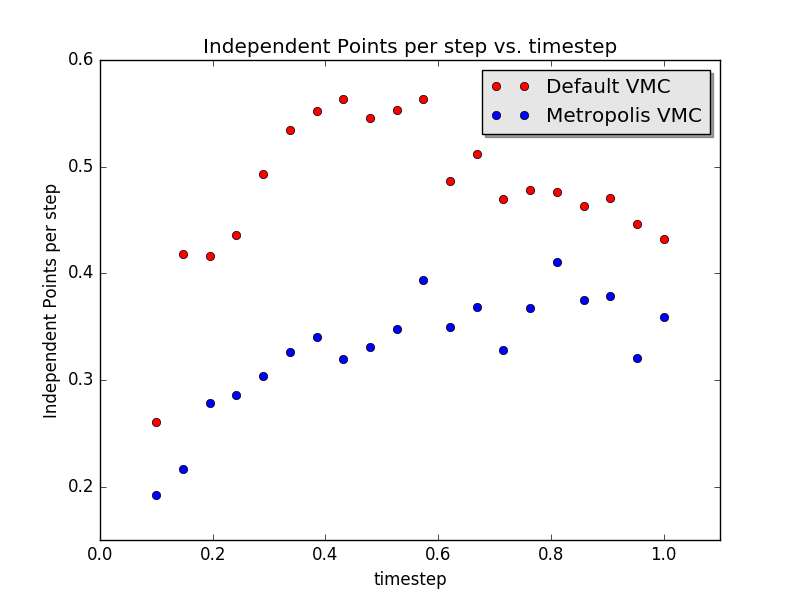 Independent Points per step vs. timestep
Default VMC
Metropolis VMC
Independent Points per step
0.6
0.5
0.4
0.3
0.2
0.0 0.2 0.4 0.6 0.8 1.0
timestep